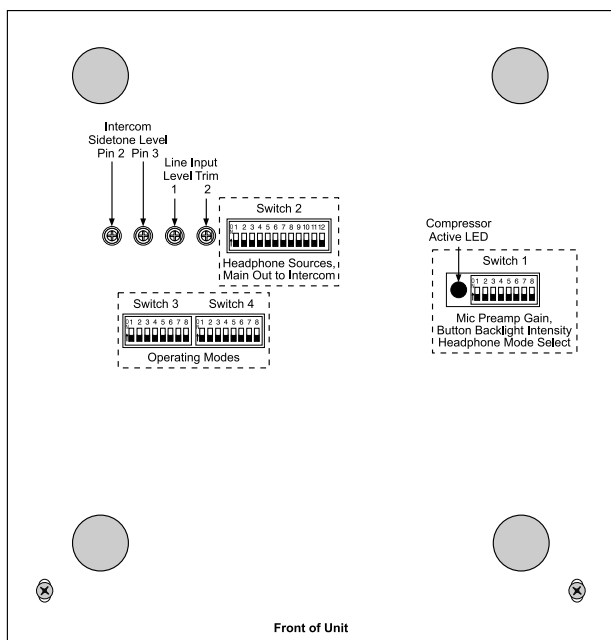 Intercom
Sidetone Level
Pin 2 Pin 3
Line Input
Level Trim
1 2
Switch 2
1 2 3 4 5 6 7 8 9 10 11 12
Headphone Sources,
Main Out to Intercom
Compressor
Active LED
Switch 1
1 2 3 4 5 6 7 8
Mic Preamp Gain,
Button Backlight Intensity
Headphone Mode Select
Switch 3 Switch 4
1 2 3 4 5 6 7 8 1 2 3 4 5 6 7 8
Operating Modes
Front of Unit